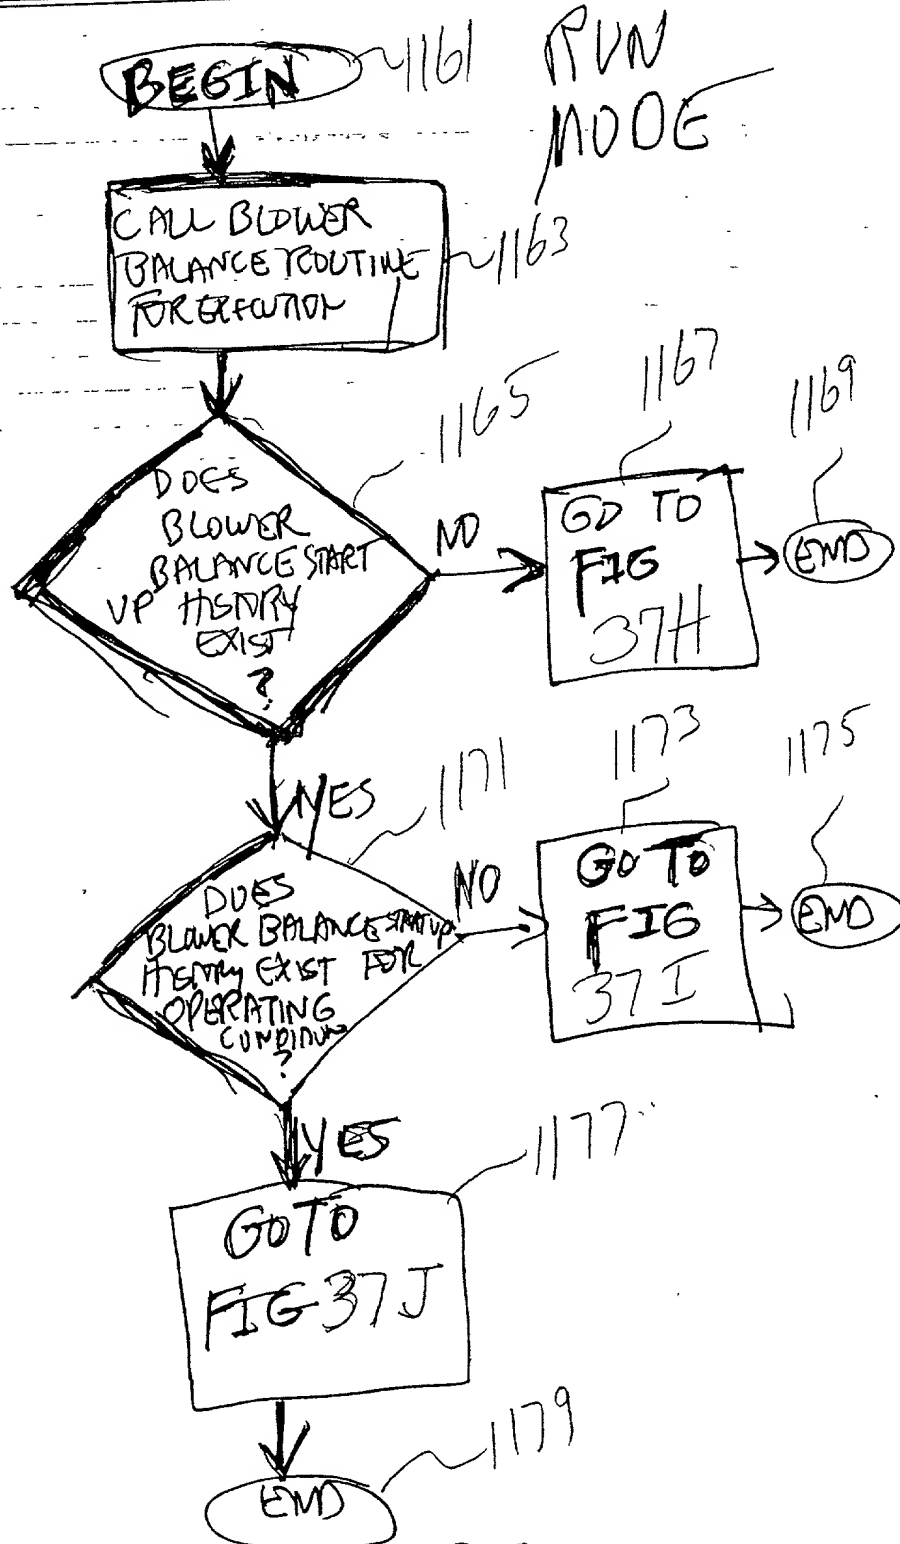 BEGIN
1161
RUN
MODE
CALL BLOWER
BALANCE ROUTINE
FOR EXECUTION
1163
DOES
BLOWER
BALANCE START
UP HISTORY
EXIST
?
1165
NO
GO TO
FIG
37H
1167
END
1169
YES
DOES
BLOWER BALANCE START UP
HISTORY EXIST FOR
OPERATING
CONDITION
?
1171
NO
GO TO
FIG
37I
1173
END
1175
YES
GO TO
FIG 37J
1177
END
1179